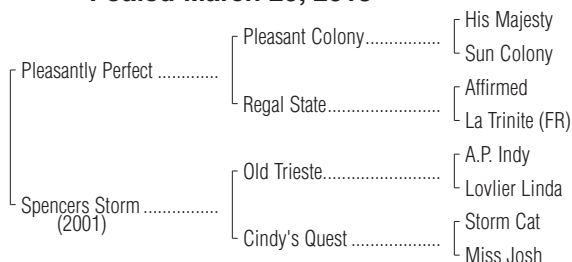 His Majesty
Pleasant Colony................
Sun Colony
Pleasantly Perfect .............
Affirmed
Regal State........................
La Trinite (FR)
A.P. Indy
Old Trieste.........................
Lovlier Linda
Spencers Storm ................
(2001)
Storm Cat
Cindy's Quest ....................
Miss Josh